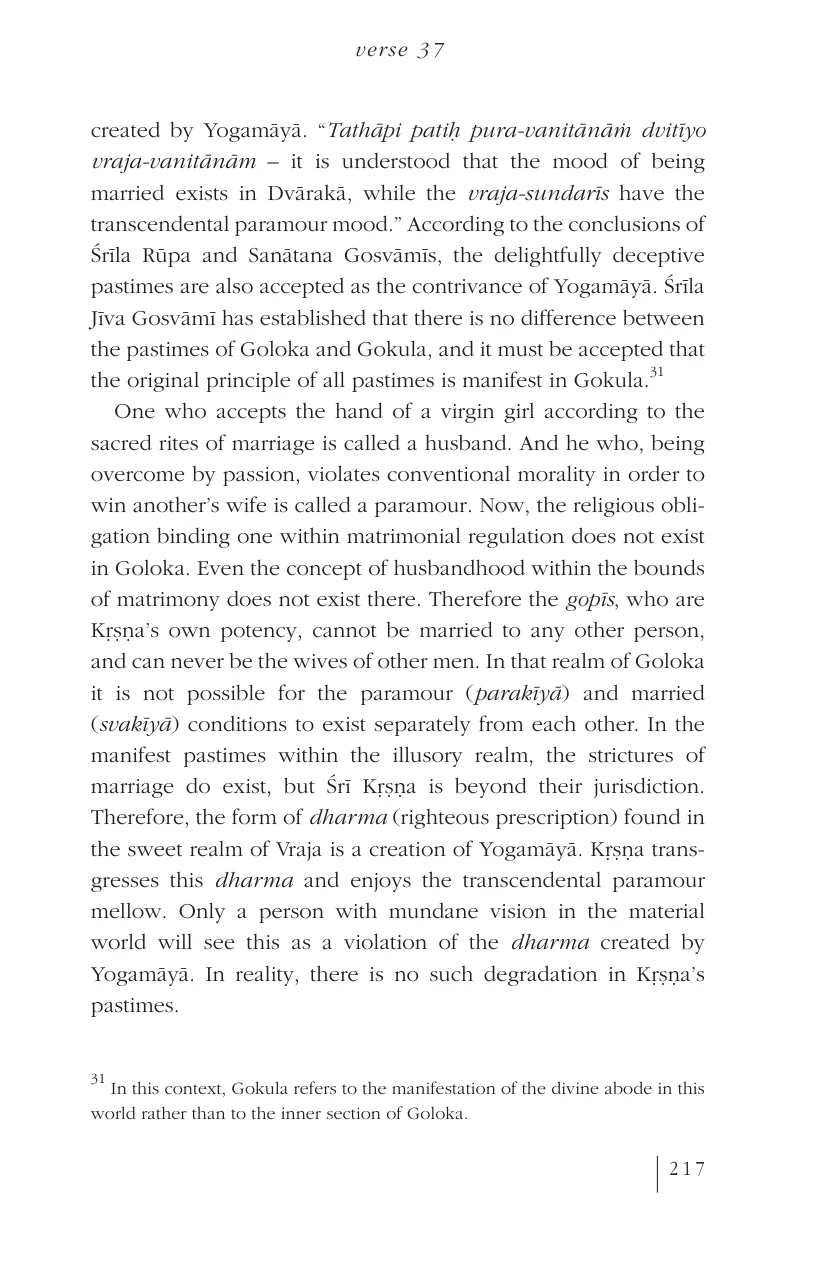 verse 37
created by Yogamāyā. “Tathāpi patiḥ pura-vanitānāṁ dvitīyo
vraja-vanitānām – it is understood that the mood of being
married exists in Dvārakā, while the vraja-sundarīs have the
transcendental paramour mood.” According to the conclusions of
Śrīla Rūpa and Sanātana Gosvāmīs, the delightfully deceptive
pastimes are also accepted as the contrivance of Yogamāyā. Śrīla
Jīva Gosvāmī has established that there is no difference between
the pastimes of Goloka and Gokula, and it must be accepted that
the original principle of all pastimes is manifest in Gokula.31
One who accepts the hand of a virgin girl according to the
sacred rites of marriage is called a husband. And he who, being
overcome by passion, violates conventional morality in order to
win another’s wife is called a paramour. Now, the religious obli-
gation binding one within matrimonial regulation does not exist
in Goloka. Even the concept of husbandhood within the bounds
of matrimony does not exist there. Therefore the gopīs, who are
Kṛṣṇa’s own potency, cannot be married to any other person,
and can never be the wives of other men. In that realm of Goloka
it is not possible for the paramour (parakīyā) and married
(svakīyā) conditions to exist separately from each other. In the
manifest pastimes within the illusory realm, the strictures of
marriage do exist, but Śrī Kṛṣṇa is beyond their jurisdiction.
Therefore, the form of dharma (righteous prescription) found in
the sweet realm of Vraja is a creation of Yogamāyā. Kṛṣṇa trans-
gresses this dharma and enjoys the transcendental paramour
mellow. Only a person with mundane vision in the material
world will see this as a violation of the dharma created by
Yogamāyā. In reality, there is no such degradation in Kṛṣṇa’s
pastimes.
31 In this context, Gokula refers to the manifestation of the divine abode in this
world rather than to the inner section of Goloka.
217